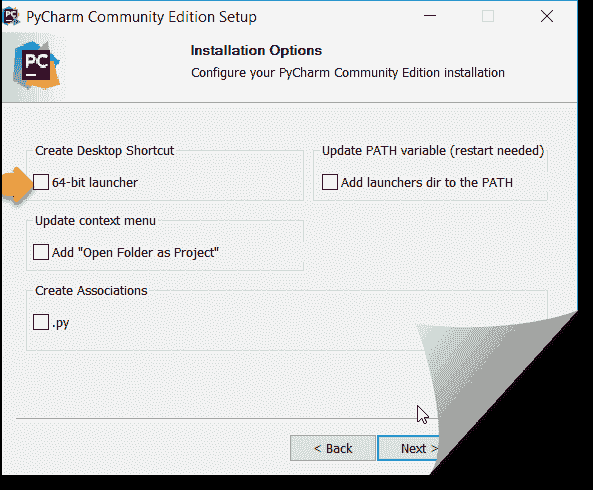 PyCharm Community Edition Setup
PC
Installation Options
Configure your PyCharm Community Edition installation
Create Desktop Shortcut
64-bit launcher
Update PATH variable (restart needed)
Add launchers dir to the PATH
Update context menu
Add "Open Folder as Project"
Create Associations
.py
< Back
Next >